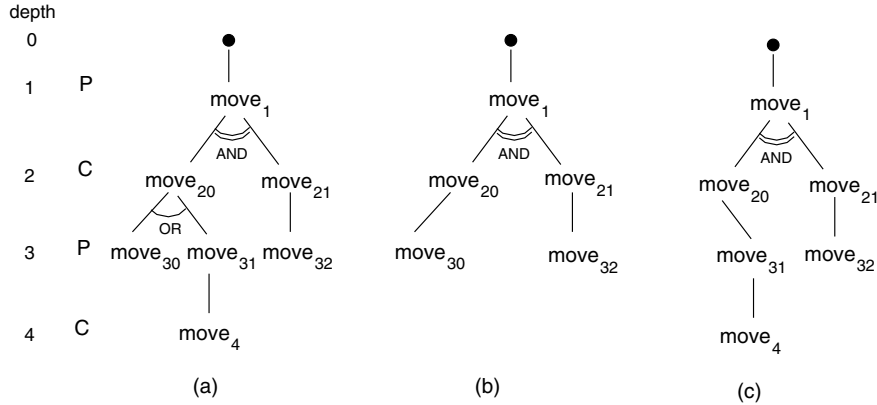 depth
0
1 P move1 move1 move1
AND AND AND
2 C move20 move21 move20 move21 move20 move21
OR
3 P move30 move31 move32 move30 move32 move31 move32
4 C move4 move4
(a) (b) (c)